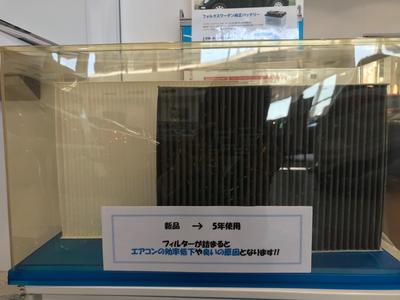 フォルクスワーゲン純正バッテリー
新品 → 5年使用
フィルターが詰まると
エアコンの効率低下や臭いの原因となります!!